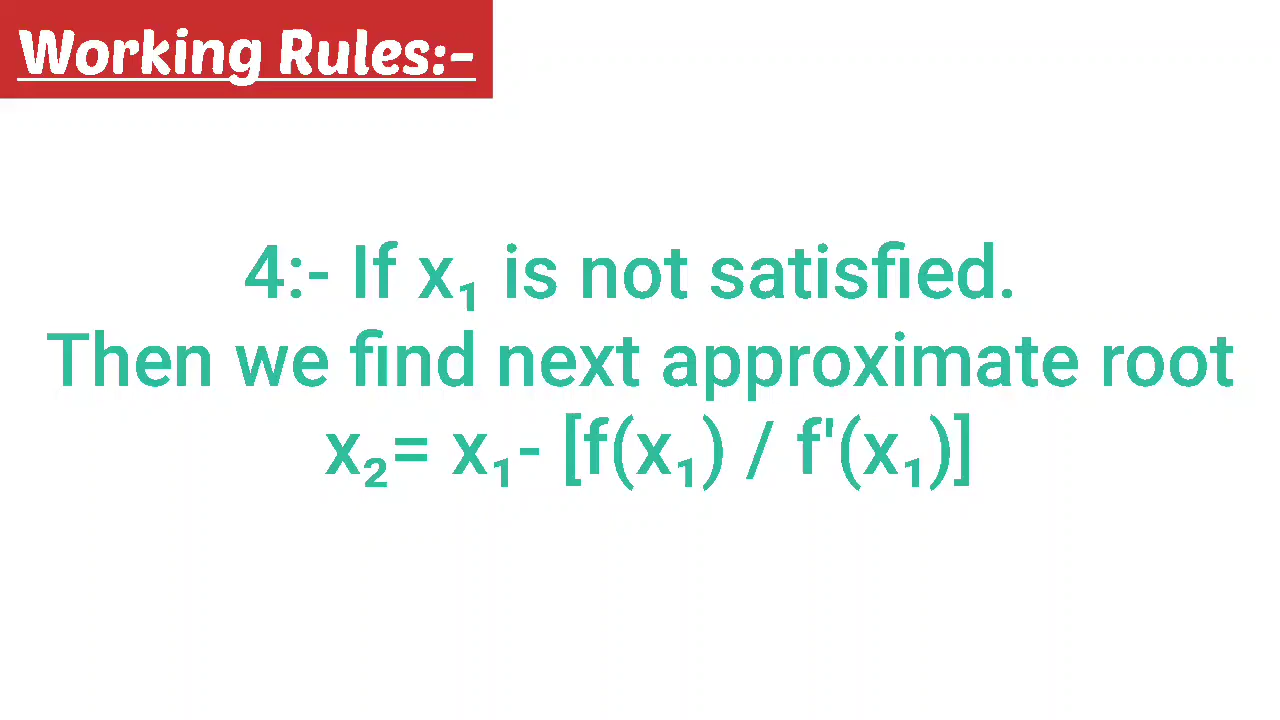 Working Rules:-
4:- If x₁ is not satisfied.
Then we find next approximate root
x₂= x₁- [f(x₁) / f'(x₁)]